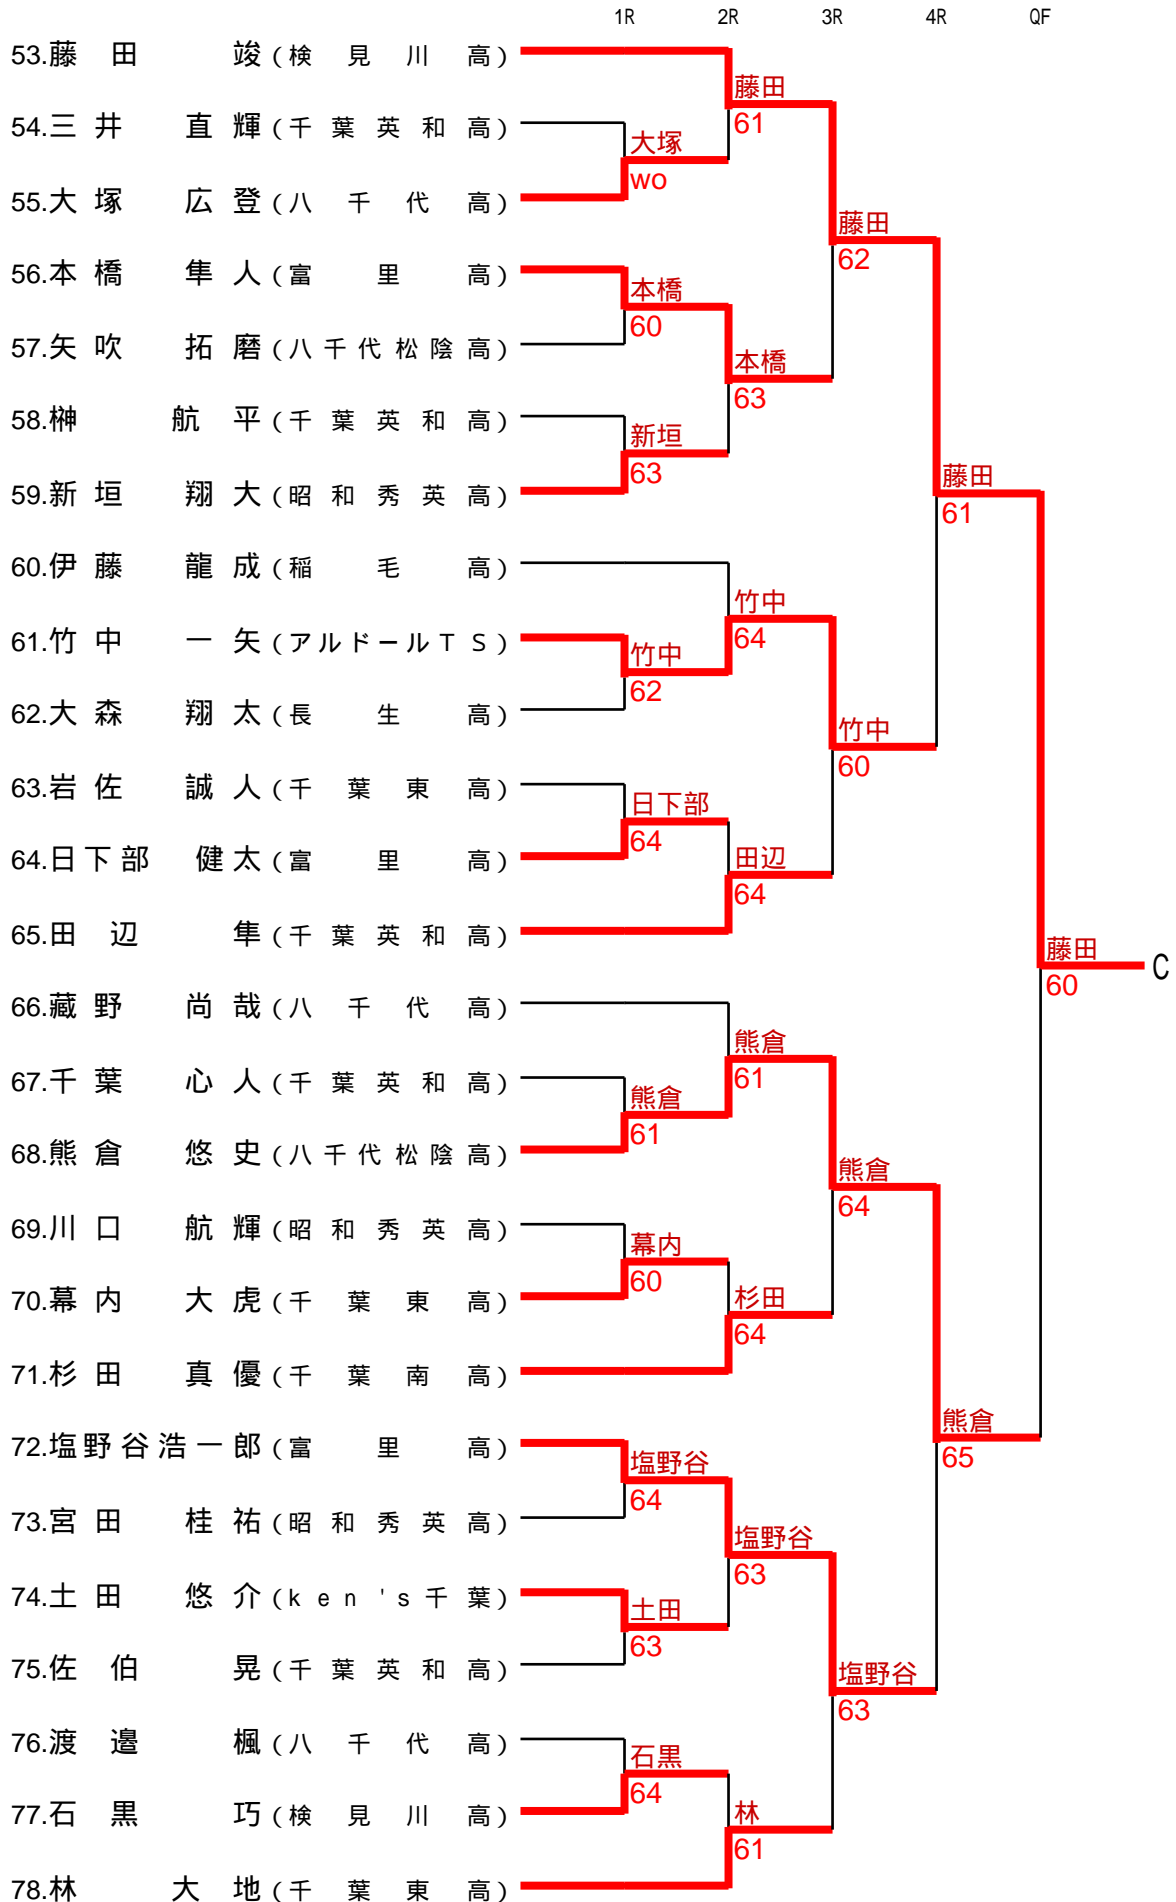 1R 2R 3R 4R QF
53.藤田 竣(検見川高)
藤田
54.三井 直輝(千葉英和高)
61
大塚
wo
55.大塚 広登(八千代高)
藤田
62
56.本橋 隼人(富里高)
本橋
60
57.矢吹 拓磨(八千代松陰高)
本橋
63
58.榊 航平(千葉英和高)
新垣
63
59.新垣 翔大(昭和秀英高)
藤田
61
60.伊藤 龍成(稲毛高)
竹中
64
61.竹中 一矢(アルドールTS)
竹中
62
62.大森 翔太(長生高)
竹中
60
63.岩佐 誠人(千葉東高)
日下部
64
64.日下部 健太(富里高)
田辺
64
65.田辺 隼(千葉英和高)
藤田
60
C
66.藏野 尚哉(八千代高)
熊倉
61
67.千葉 心人(千葉英和高)
熊倉
61
68.熊倉 悠史(八千代松陰高)
熊倉
64
69.川口 航輝(昭和秀英高)
幕内
60
70.幕内 大虎(千葉東高)
杉田
64
71.杉田 真優(千葉南高)
熊倉
65
72.塩野谷浩一郎(富里高)
塩野谷
64
73.宮田 桂祐(昭和秀英高)
塩野谷
63
74.土田 悠介(ken's千葉)
土田
63
75.佐伯 晃(千葉英和高)
塩野谷
63
76.渡邉 楓(八千代高)
石黒
64
77.石黒 巧(検見川高)
林
61
78.林 大地(千葉東高)